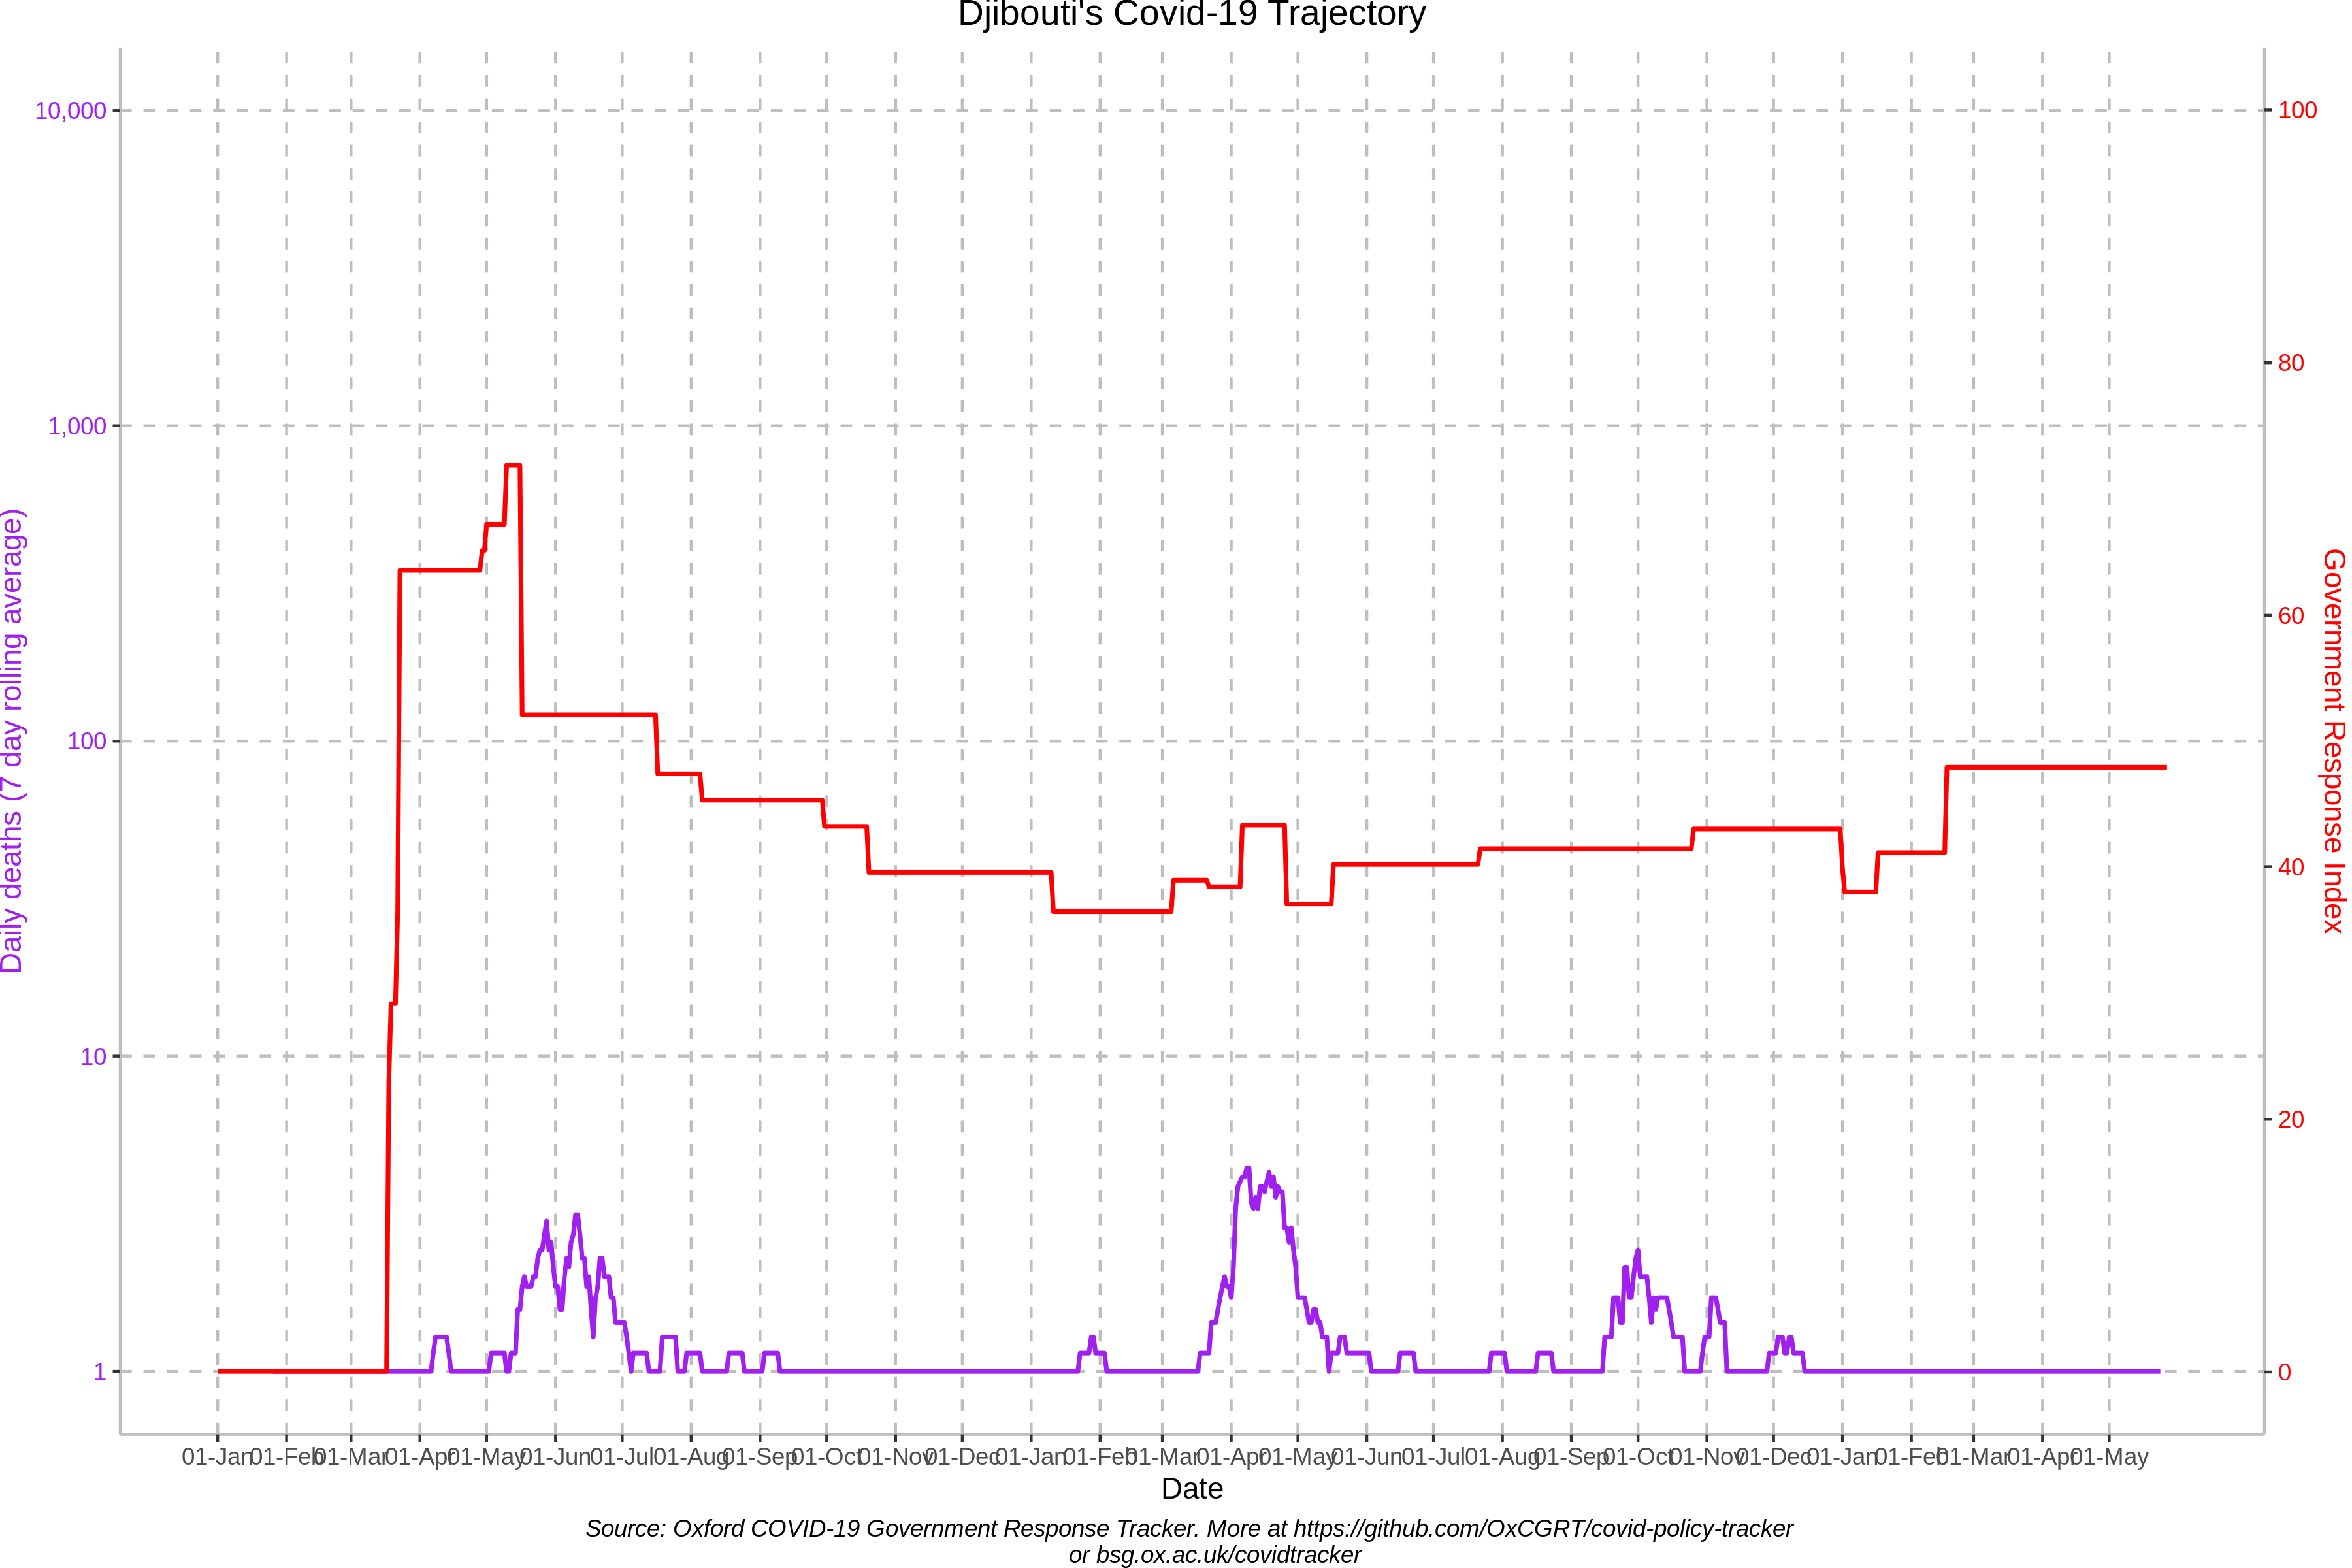 Djibouti's Covid-19 Trajectory
Daily deaths (7 day rolling average)
10,000
1,000
100
10
1
100
80
60
40
20
0
Government Response Index
01-Jan 01-Feb 01-Mar 01-Apr 01-May 01-Jun 01-Jul 01-Aug 01-Sep 01-Oct 01-Nov 01-Dec 01-Jan 01-Feb 01-Mar 01-Apr 01-May 01-Jun 01-Jul 01-Aug 01-Sep 01-Oct 01-Nov 01-Dec 01-Jan 01-Feb 01-Mar 01-Apr 01-May
Date
Source: Oxford COVID-19 Government Response Tracker. More at https://github.com/OxCGRT/covid-policy-tracker
or bsg.ox.ac.uk/covidtracker